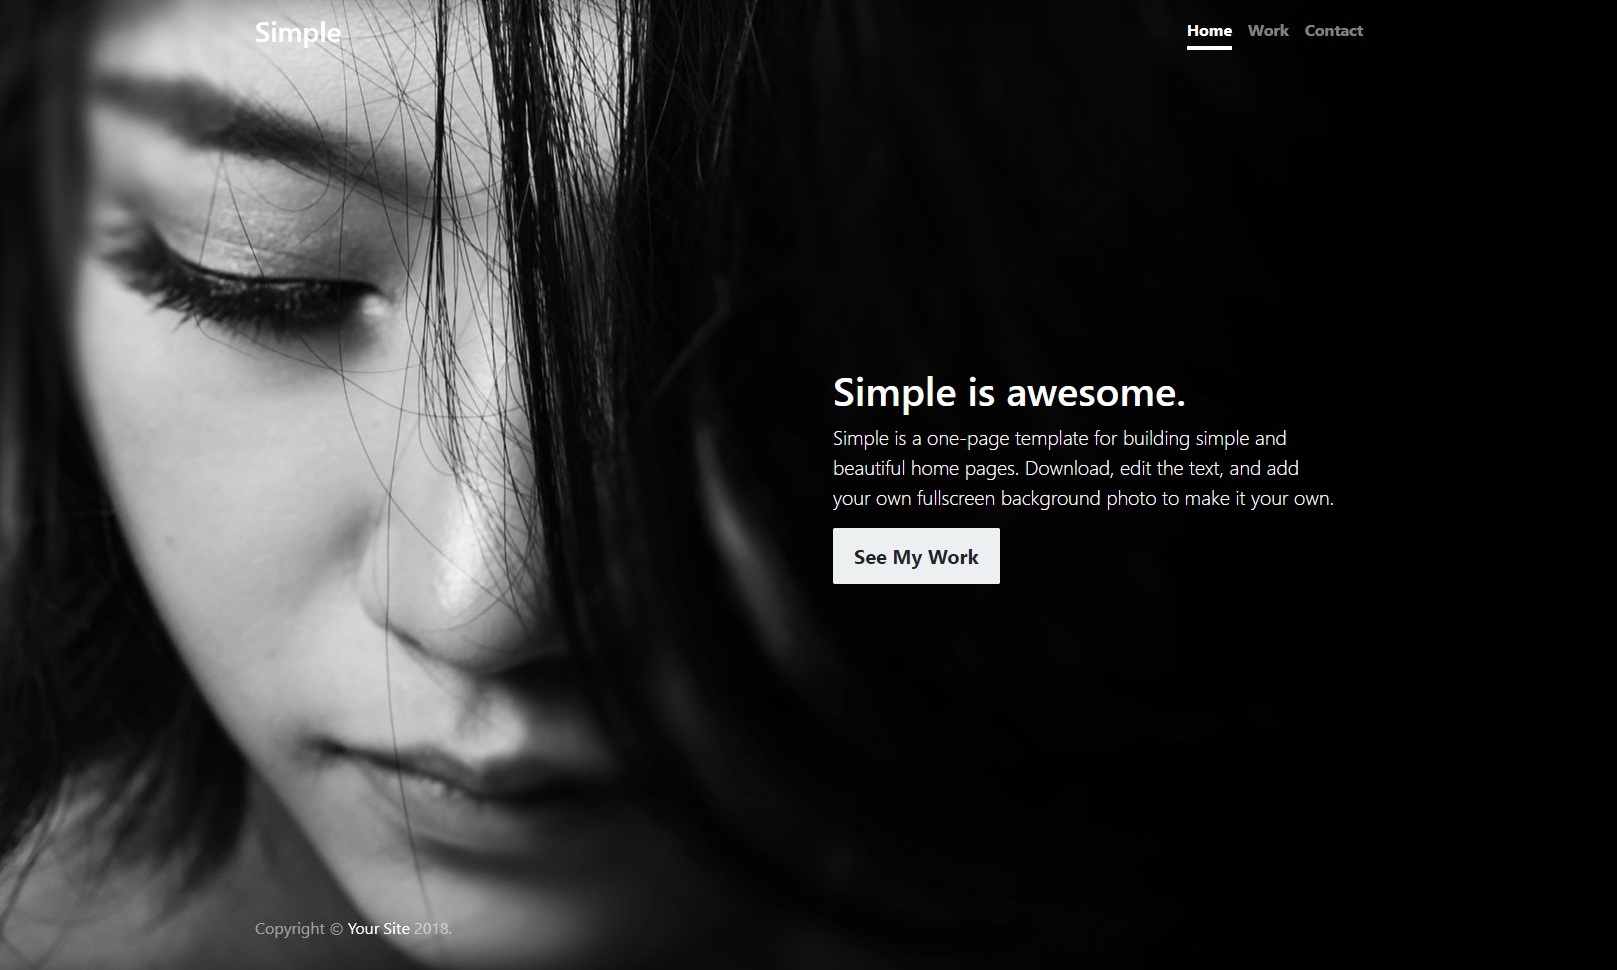 Simple
Home Work Contact
Simple is awesome.
Simple is a one-page template for building simple and
beautiful home pages. Download, edit the text, and add
your own fullscreen background photo to make it your own.
See My Work
Copyright © Your Site 2018.